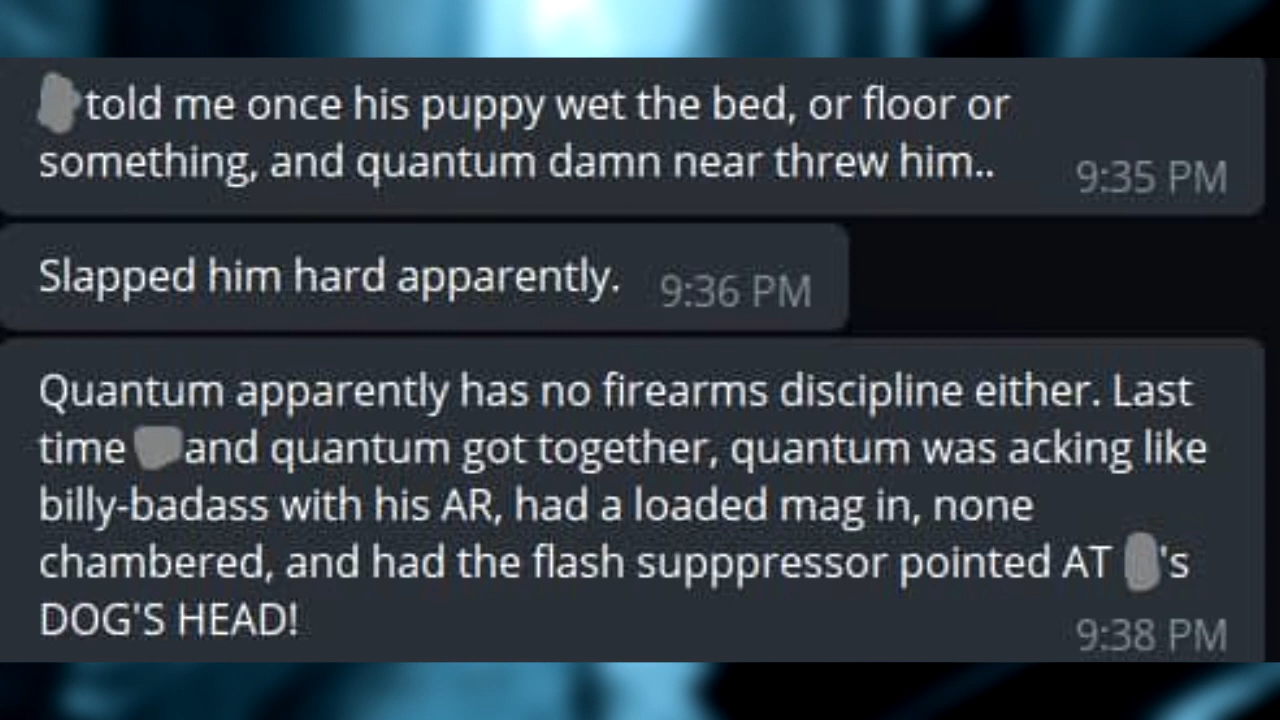 told me once his puppy wet the bed, or floor or
something, and quantum damn near threw him..
9:35 PM
Slapped him hard apparently.
9:36 PM
Quantum apparently has no firearms discipline either. Last
time and quantum got together, quantum was acking like
billy-badass with his AR, had a loaded mag in, none
chambered, and had the flash supppressor pointed AT 's
DOG'S HEAD!
9:38 PM